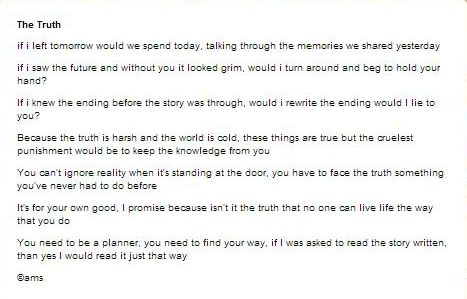 The Truth
if i left tomorrow would we spend today, talking through the memories we shared yesterday
if i saw the future and without you it looked grim, would i turn around and beg to hold your
hand?
If i knew the ending before the story was through, would i rewrite the ending would I lie to
you?
Because the truth is harsh and the world is cold, these things are true but the cruelest
punishment would be to keep the knowledge from you
You can't ignore reality when it's standing at the door, you have to face the truth something
you've never had to do before
It's for your own good, I promise because isn't it the truth that no one can live life the way
that you do
You need to be a planner, you need to find your way, if I was asked to read the story written,
than yes I would read it just that way
©ams